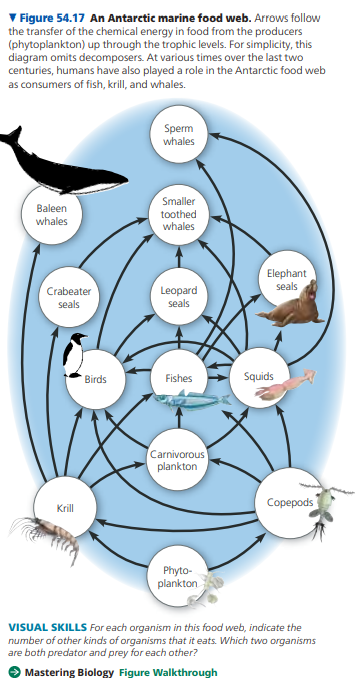 ▼ Figure 54.17 An Antarctic marine food web. Arrows follow
the transfer of the chemical energy in food from the producers
(phytoplankton) up through the trophic levels. For simplicity, this
diagram omits decomposers. At various times over the last two
centuries, humans have also played a role in the Antarctic food web
as consumers of fish, krill, and whales.
Sperm
whales
Baleen
whales
Smaller
toothed
whales
Crabeater
seals
Leopard
seals
Elephant
seals
Birds
Fishes
Squids
Carnivorous
plankton
Krill
Copepods
Phyto-
plankton
VISUAL SKILLS For each organism in this food web, indicate the
number of other kinds of organisms that it eats. Which two organisms
are both predator and prey for each other?
Mastering Biology Figure Walkthrough